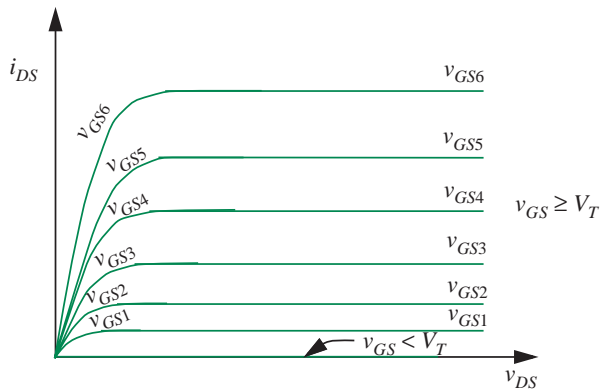 i_DS
v_GS6
v_GS6
v_GS5
v_GS5
v_GS4
v_GS4
v_GS ≥ V_T
v_GS3
v_GS3
v_GS2
v_GS2
v_GS1
v_GS1
v_GS < V_T
v_DS